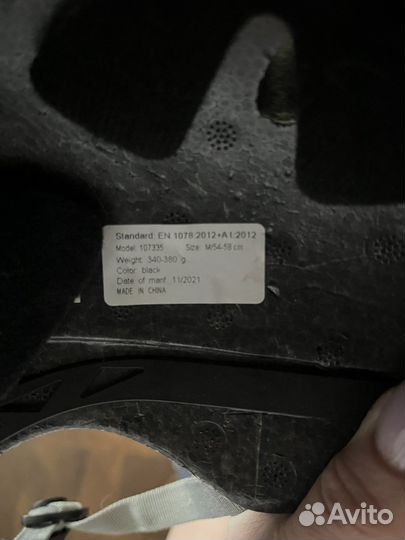 Standard: EN 1078:2012+A1:2012
Model: 107335 Size: M/54-58 cm
Weight: 340-380 g
Color: black
Date of manf. 11/2021
MADE IN CHINA
Avito